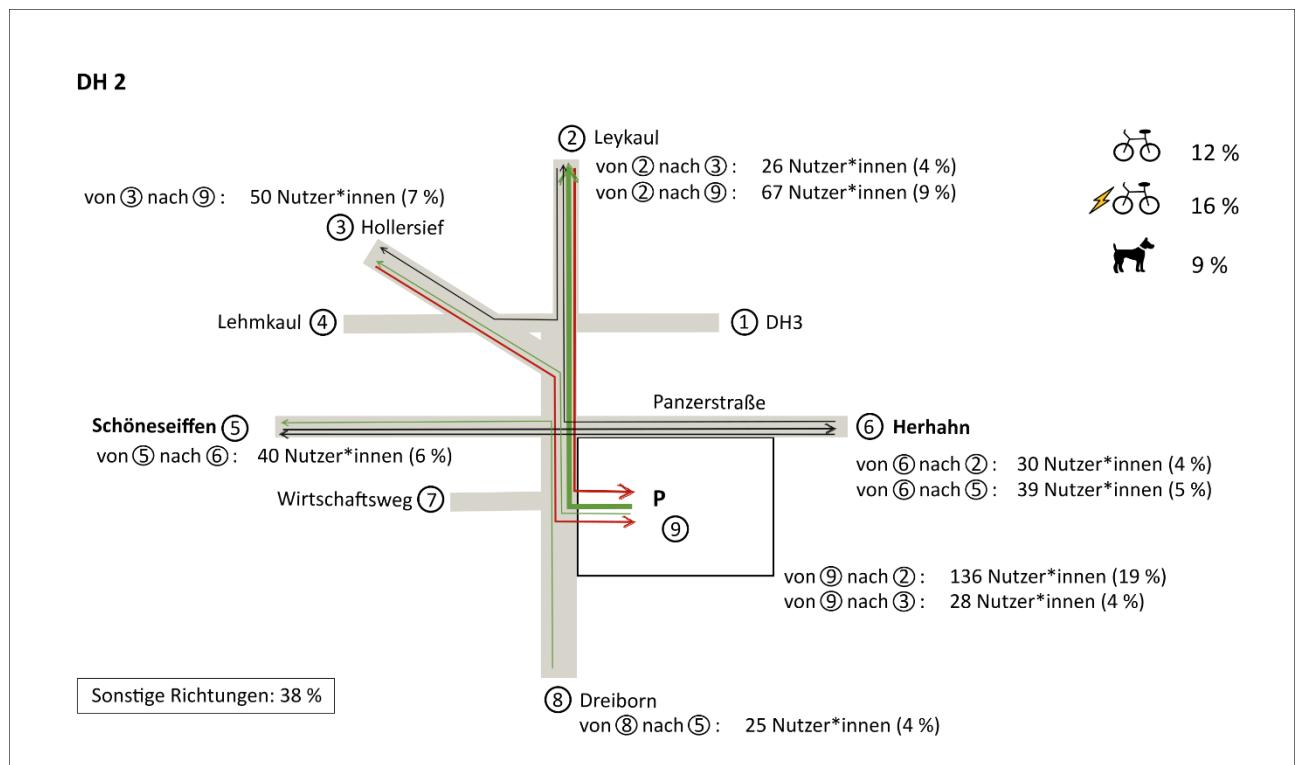 DH 2
② Leykaul
von ② nach ③ : 26 Nutzer*innen (4 %)
von ② nach ⑨ : 67 Nutzer*innen (9 %)
12 %
16 %
9 %
von ③ nach ⑨ : 50 Nutzer*innen (7 %)
③ Hollersief
Lehmkaul ④
① DH3
Panzerstraße
Schöneseiffen ⑤
von ⑤ nach ⑥ : 40 Nutzer*innen (6 %)
⑥ Herhahn
von ⑥ nach ② : 30 Nutzer*innen (4 %)
von ⑥ nach ⑤ : 39 Nutzer*innen (5 %)
Wirtschaftsweg ⑦
P
⑨
von ⑨ nach ② : 136 Nutzer*innen (19 %)
von ⑨ nach ③ : 28 Nutzer*innen (4 %)
Sonstige Richtungen: 38 %
⑧ Dreiborn
von ⑧ nach ⑤ : 25 Nutzer*innen (4 %)